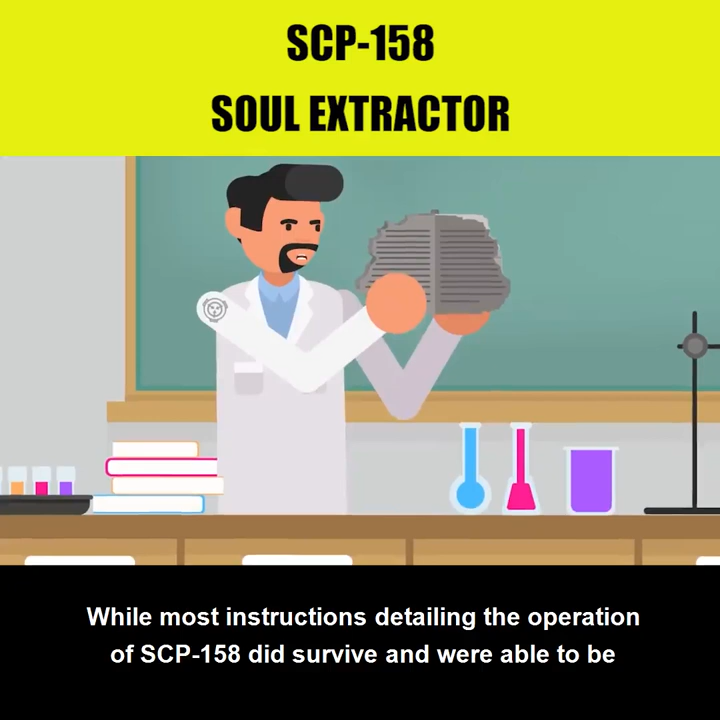 SCP-158
SOUL EXTRACTOR
While most instructions detailing the operation
of SCP-158 did survive and were able to be